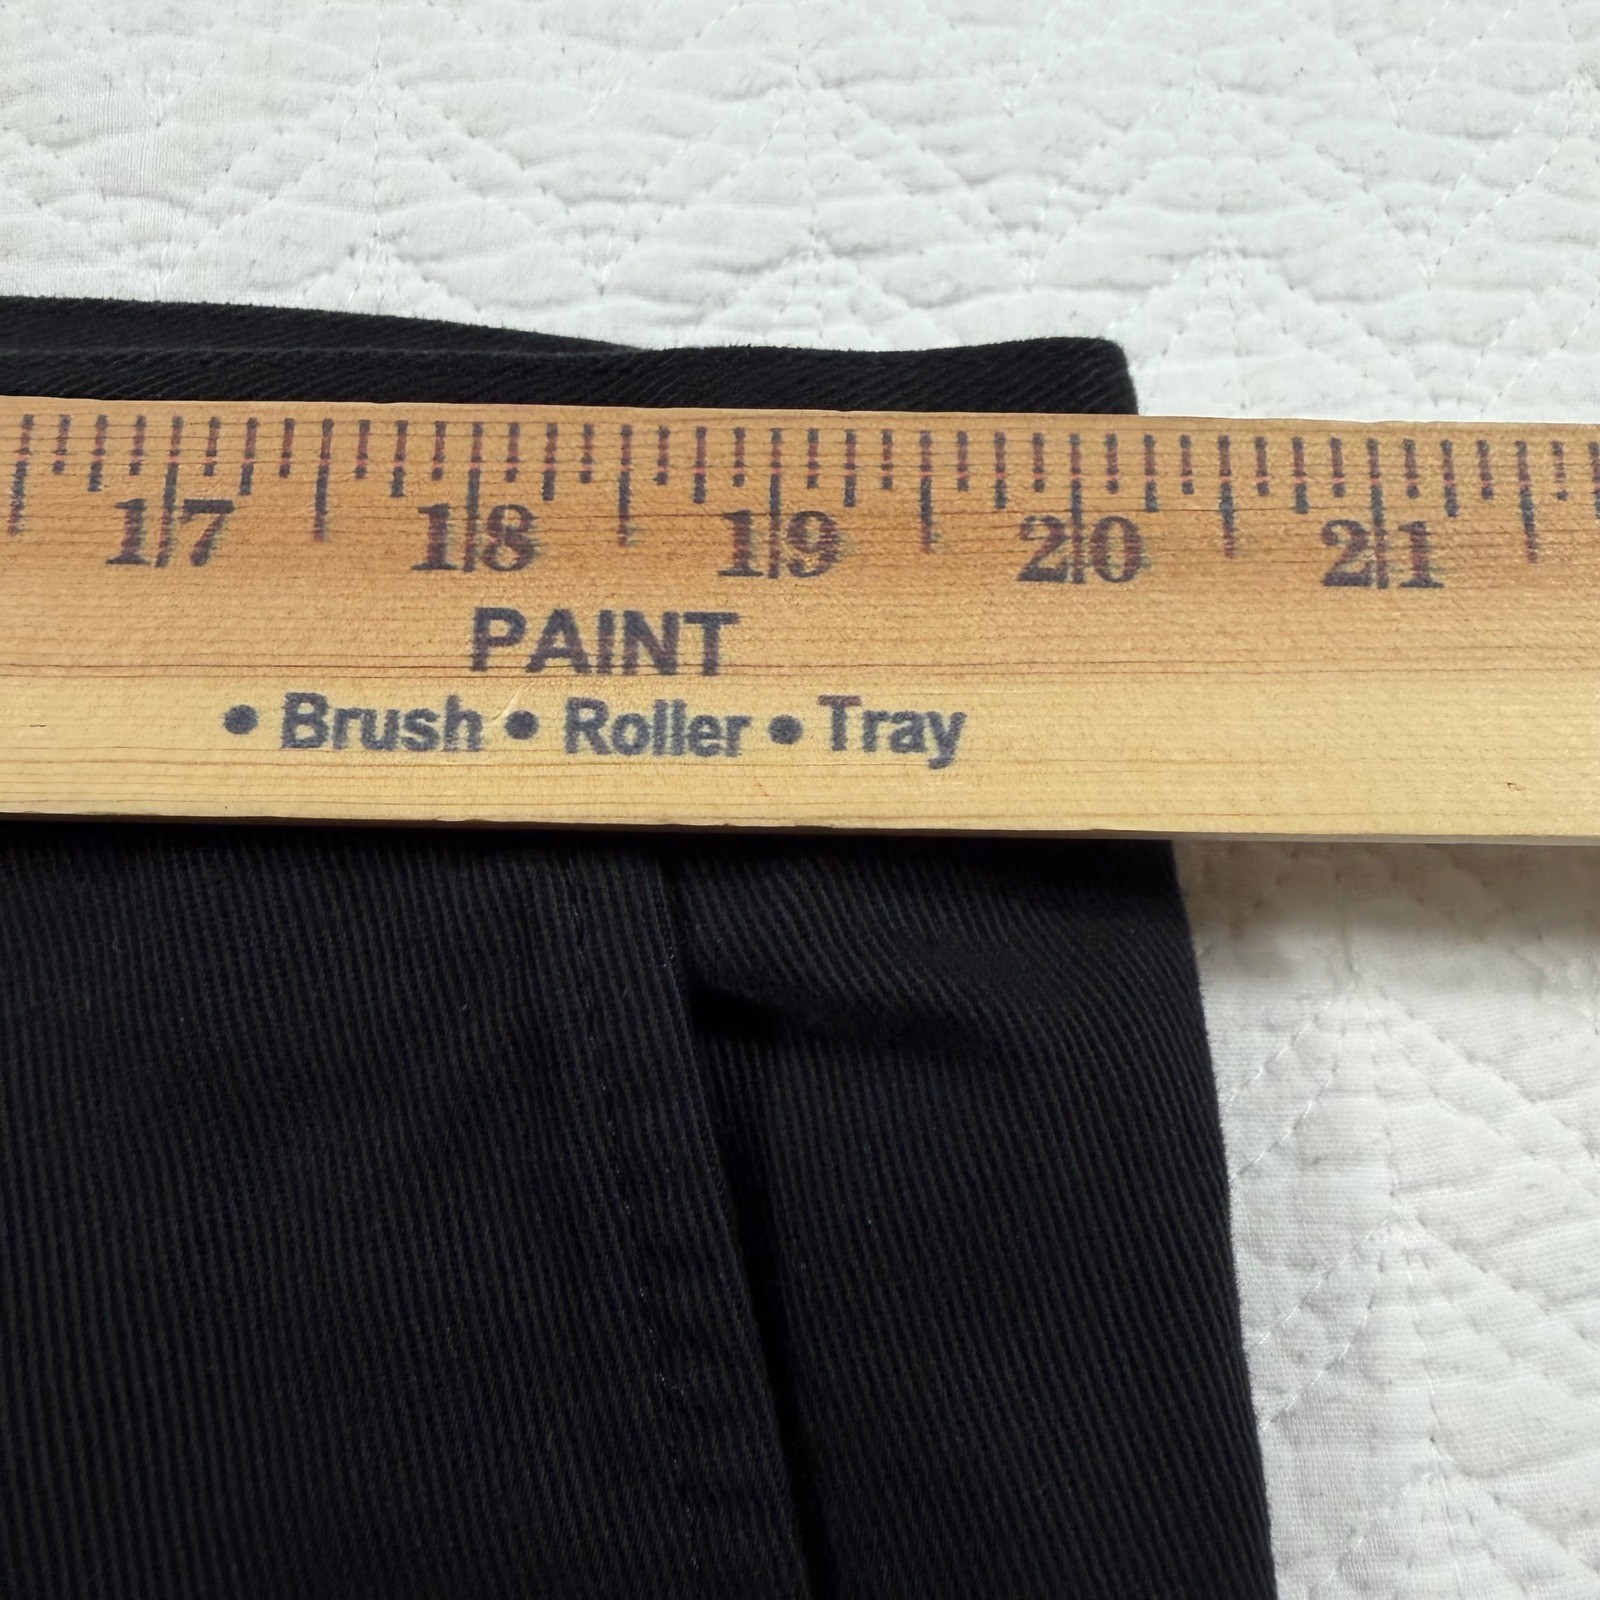 17 18 19 20 21
PAINT
• Brush • Roller • Tray